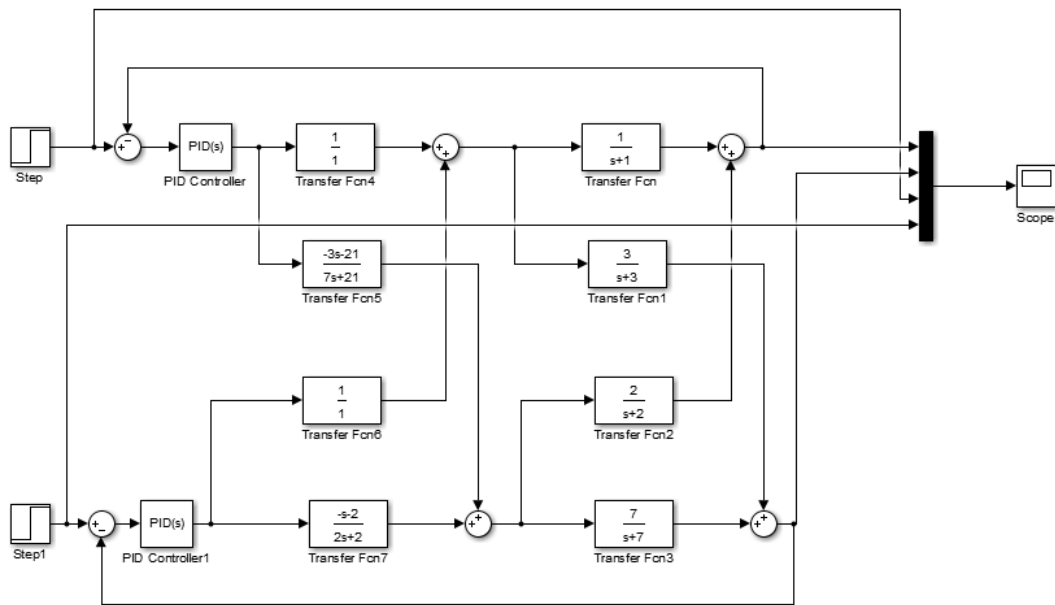 Step
+
−
PID(s)
PID Controller
1
1
Transfer Fcn4
+
+
1
s+1
Transfer Fcn
+
+
Scope
-3s-21
7s+21
Transfer Fcn5
3
s+3
Transfer Fcn1
1
1
Transfer Fcn6
2
s+2
Transfer Fcn2
Step1
+
−
PID(s)
PID Controller1
-s-2
2s+2
Transfer Fcn7
+
+
7
s+7
Transfer Fcn3
+
+